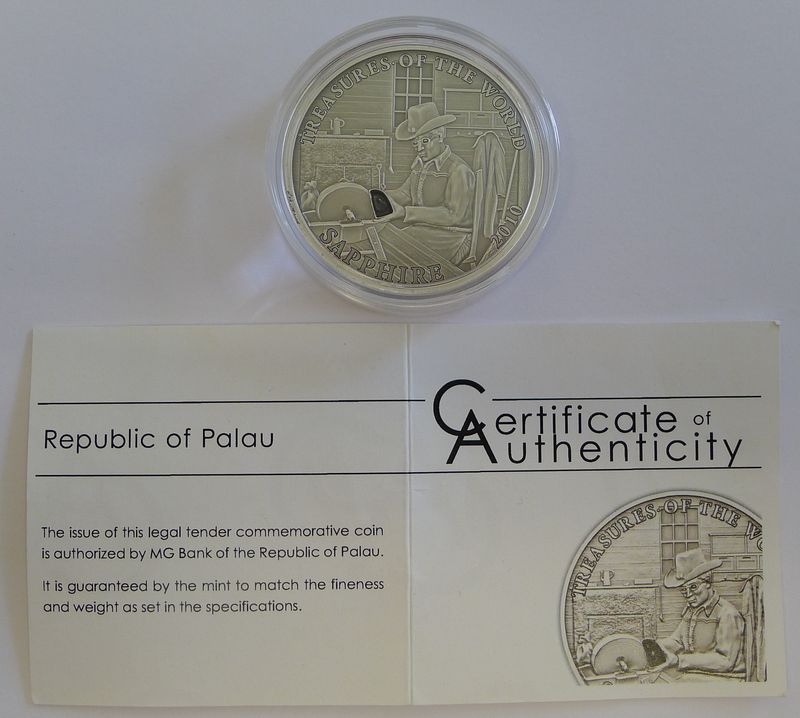 TREASURES OF THE WORLD
2010
SAPPHIRE
Republic of Palau
Certificate of
Authenticity
The issue of this legal tender commemorative coin
is authorized by MG Bank of the Republic of Palau.
It is guaranteed by the mint to match the fineness
and weight as set in the specifications.
TREASURES OF THE WO